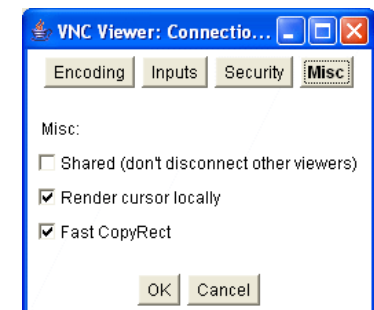 VNC Viewer: Connectio...
Encoding Inputs Security Misc
Misc:
Shared (don't disconnect other viewers)
Render cursor locally
Fast CopyRect
OK Cancel